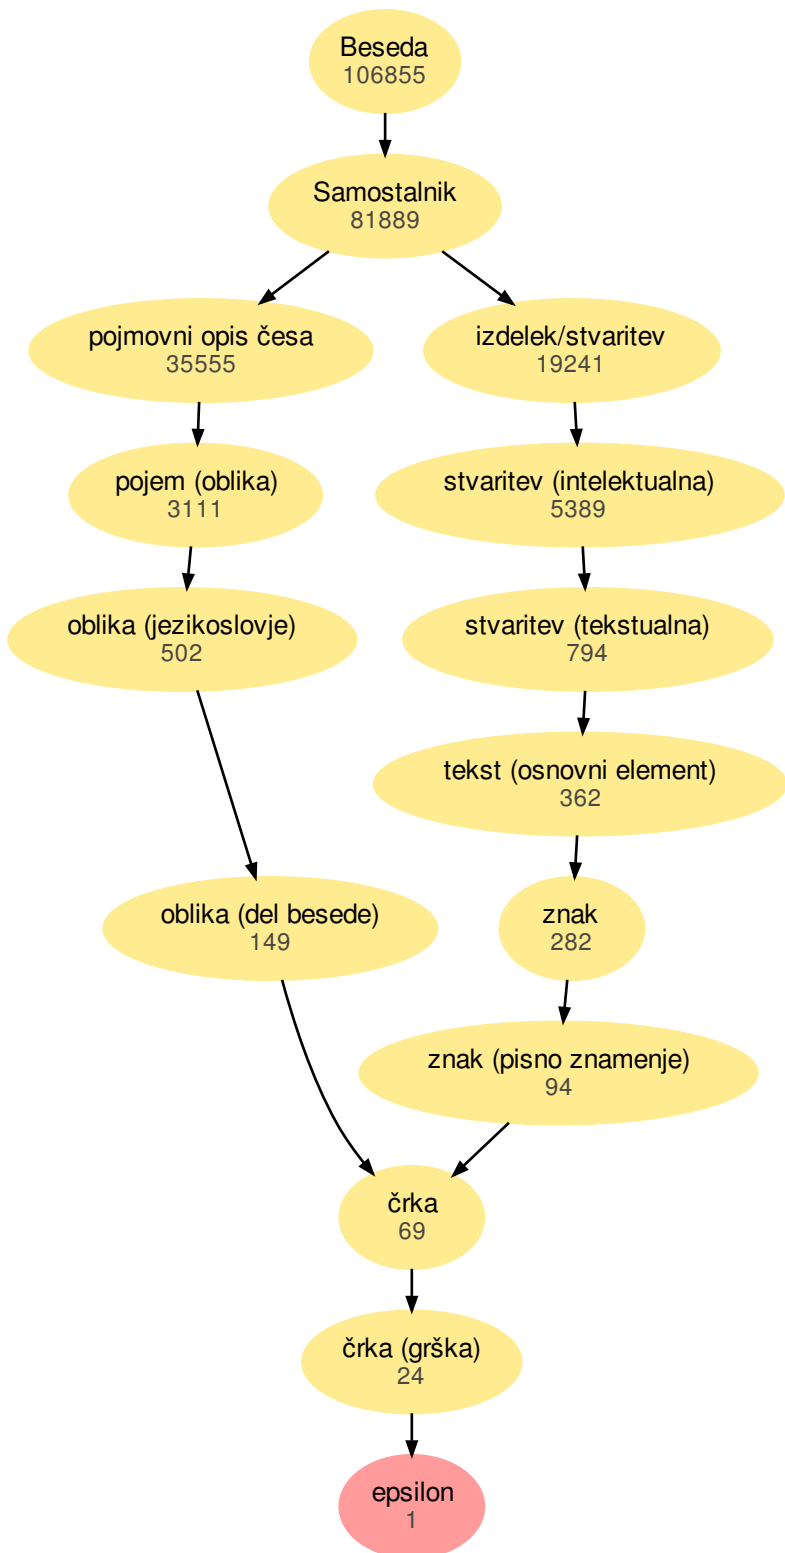 Beseda
106855
Samostalnik
81889
pojmovni opis česa
35555
izdelek/stvaritev
19241
pojem (oblika)
3111
stvaritev (intelektualna)
5389
oblika (jezikoslovje)
502
stvaritev (tekstualna)
794
tekst (osnovni element)
362
oblika (del besede)
149
znak
282
znak (pisno znamenje)
94
črka
69
črka (grška)
24
epsilon
1